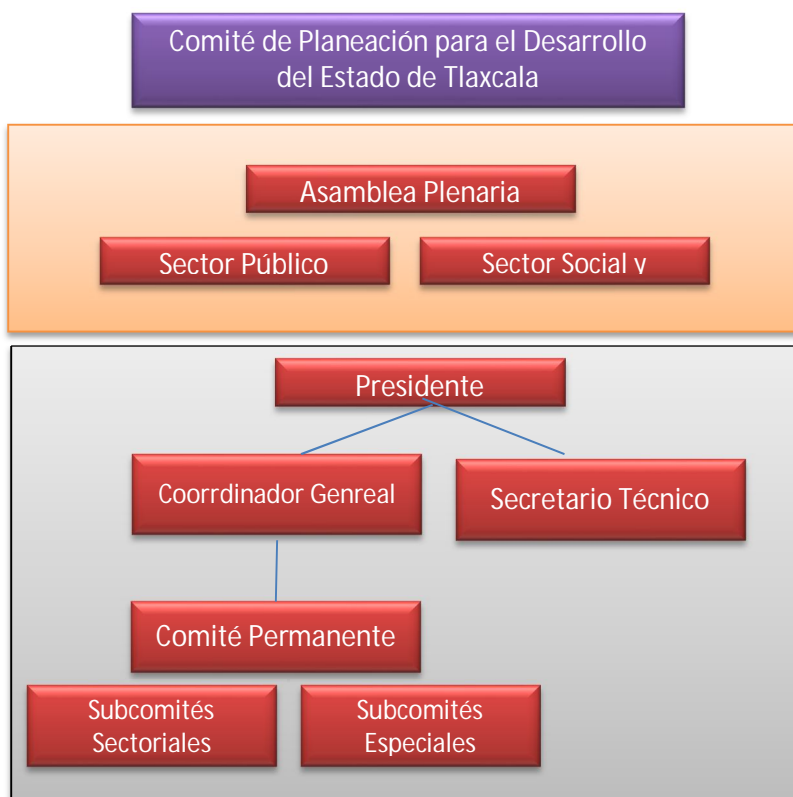 Comité de Planeación para el Desarrollo
del Estado de Tlaxcala
Asamblea Plenaria
Sector Público
Sector Social y
Presidente
Coorrdinador Genreal
Secretario Técnico
Comité Permanente
Subcomités
Sectoriales
Subcomités
Especiales